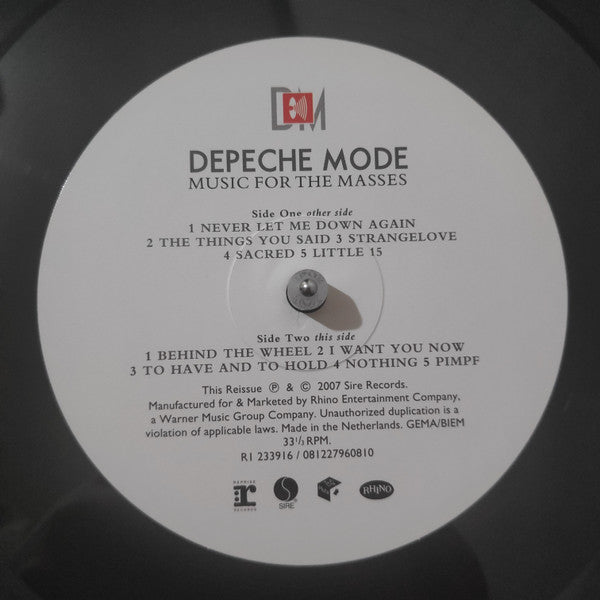 DM
DEPECHE MODE
MUSIC FOR THE MASSES
Side One other side
1 NEVER LET ME DOWN AGAIN
2 THE THINGS YOU SAID 3 STRANGELOVE
4 SACRED 5 LITTLE 15
Side Two this side
1 BEHIND THE WHEEL 2 I WANT YOU NOW
3 TO HAVE AND TO HOLD 4 NOTHING 5 PIMPF
This Reissue ℗ & © 2007 Sire Records.
Manufactured for & Marketed by Rhino Entertainment Company,
a Warner Music Group Company. Unauthorized duplication is a
violation of applicable laws. Made in the Netherlands. GEMA/BIEM
33⅓ RPM.
R1 233916 / 081227960810
REPRISE r RECORDS SIRE RHINO